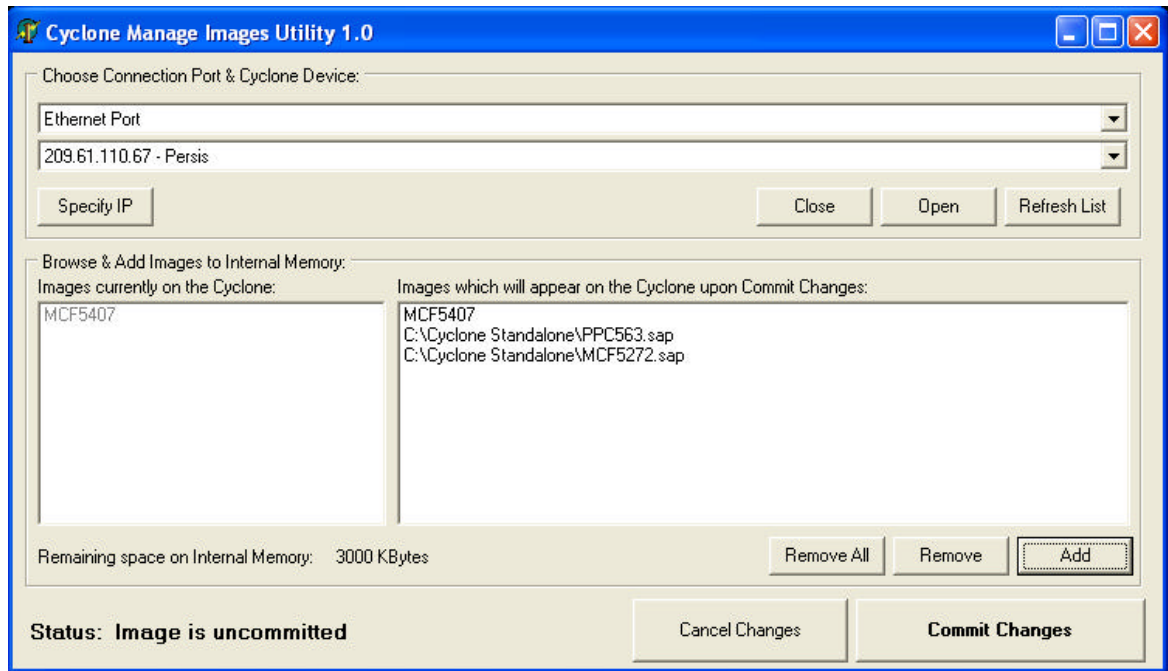 Cyclone Manage Images Utility 1.0
Choose Connection Port & Cyclone Device:
Ethernet Port
209.61.110.67 - Persis
Specify IP Close Open Refresh List
Browse & Add Images to Internal Memory:
Images currently on the Cyclone: Images which will appear on the Cyclone upon Commit Changes:
MCF5407 MCF5407
C:\Cyclone Standalone\PPC563.sap
C:\Cyclone Standalone\MCF5272.sap
Remaining space on Internal Memory: 3000 KBytes Remove All Remove Add
Status: Image is uncommitted Cancel Changes Commit Changes